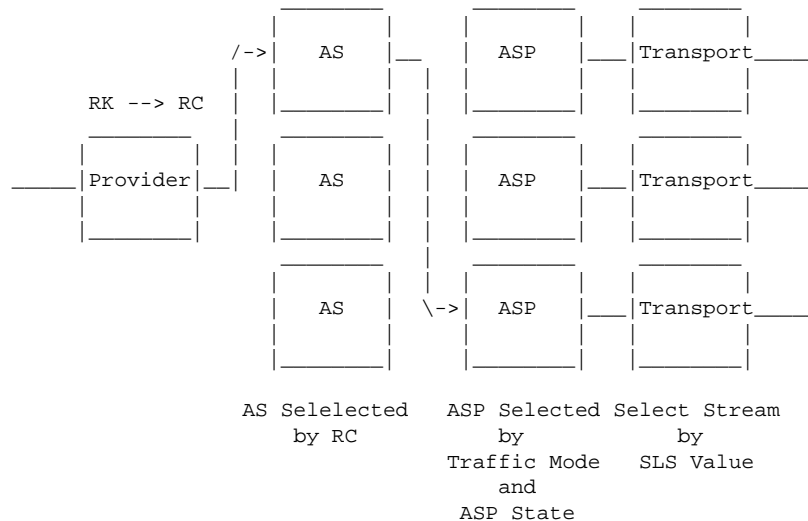 AS ASP Transport
RK --> RC
Provider AS ASP Transport
AS ASP Transport
AS Selelected ASP Selected Select Stream
by RC by by
Traffic Mode SLS Value
and
ASP State